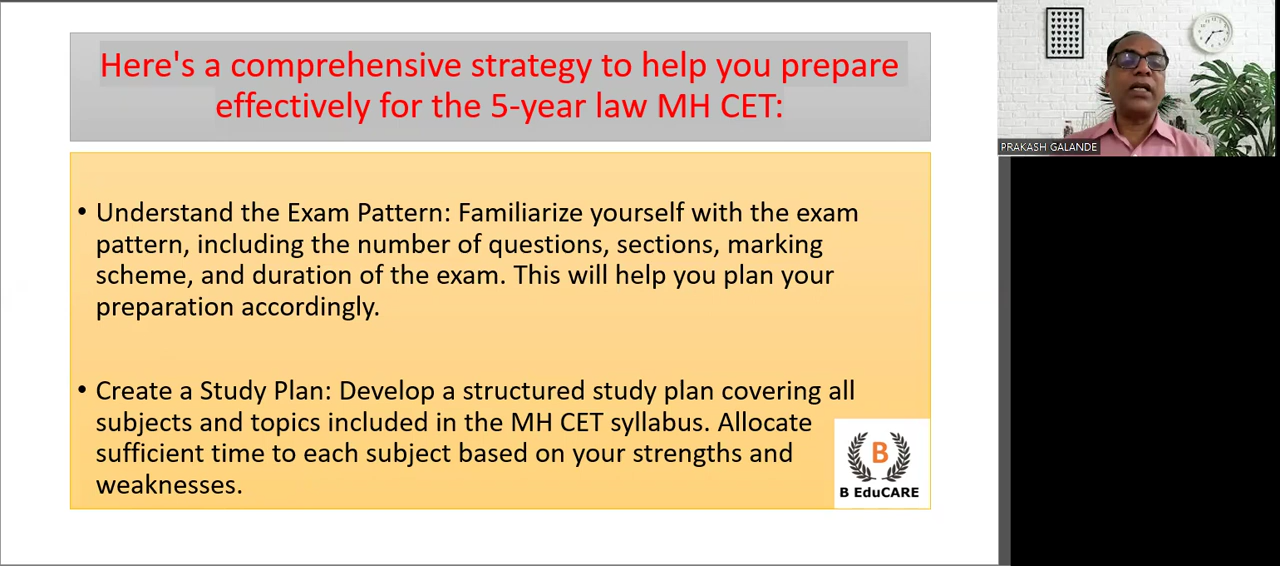 Here's a comprehensive strategy to help you prepare
effectively for the 5-year law MH CET:
• Understand the Exam Pattern: Familiarize yourself with the exam
pattern, including the number of questions, sections, marking
scheme, and duration of the exam. This will help you plan your
preparation accordingly.
• Create a Study Plan: Develop a structured study plan covering all
subjects and topics included in the MH CET syllabus. Allocate
sufficient time to each subject based on your strengths and
weaknesses.
B
B EduCARE
PRAKASH GALANDE